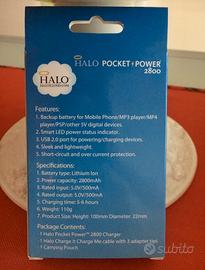 HALO POCKET+POWER
2800
HALO
Features:
1. Backup battery for Mobile Phone/MP3 player/MP4
player/PSP/other 5V digital devices.
2. Smart LED power status indicator.
3. USB 2.0 port for powering/charging devices.
4. Sleek and lightweight.
5. Short-circuit and over current protection.
Specifications:
1. Battery type: Lithium Ion
2. Power capacity: 2800mAh
3. Rated input: 5.0V/500mA
4. Rated output: 5.0V/500mA
5. Charging time: 5-6 hours
6. Weight: 110g
7. Product Size: Height: 100mm Diameter: 22mm
Package Contents:
1 - Halo Pocket Power™ 2800 Charger
1 - Halo Charge It Charge Me cable with 3 adapter tips
1 - Carrying Pouch
subito